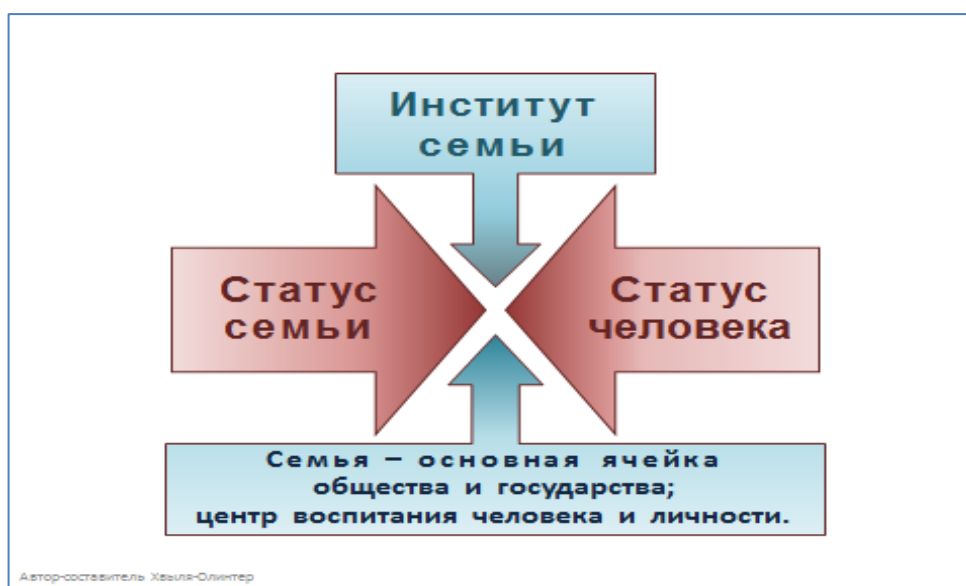 Институт
семьи
Статус
семьи
Статус
человека
Семья – основная ячейка
общества и государства;
центр воспитания человека и личности.
Автор-составитель Хвыля-Олинтер